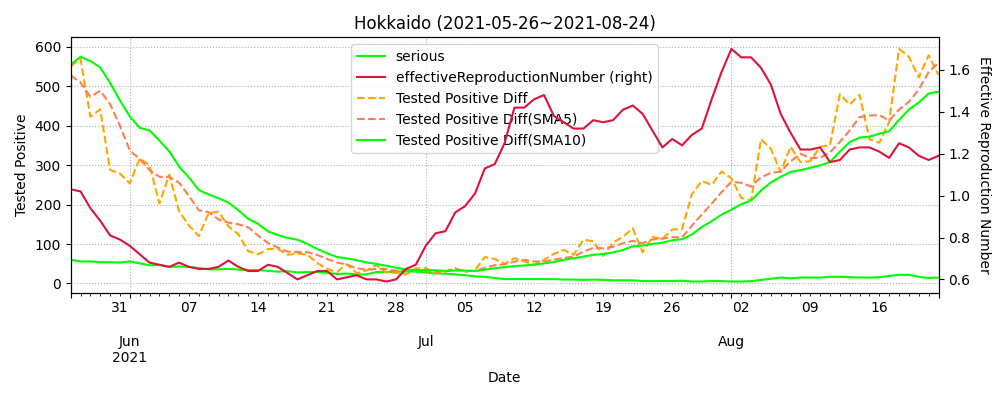 Hokkaido (2021-05-26~2021-08-24)
serious
effectiveReproductionNumber (right)
Tested Positive Diff
Tested Positive Diff(SMA5)
Tested Positive Diff(SMA10)
Tested Positive
600
500
400
300
200
100
0
1.6
1.4
1.2
1.0
0.8
0.6
Effective Reproduction Number
31 07 14 21 28 05 12 19 26 02 09 16
Jun Jul Aug
2021
Date